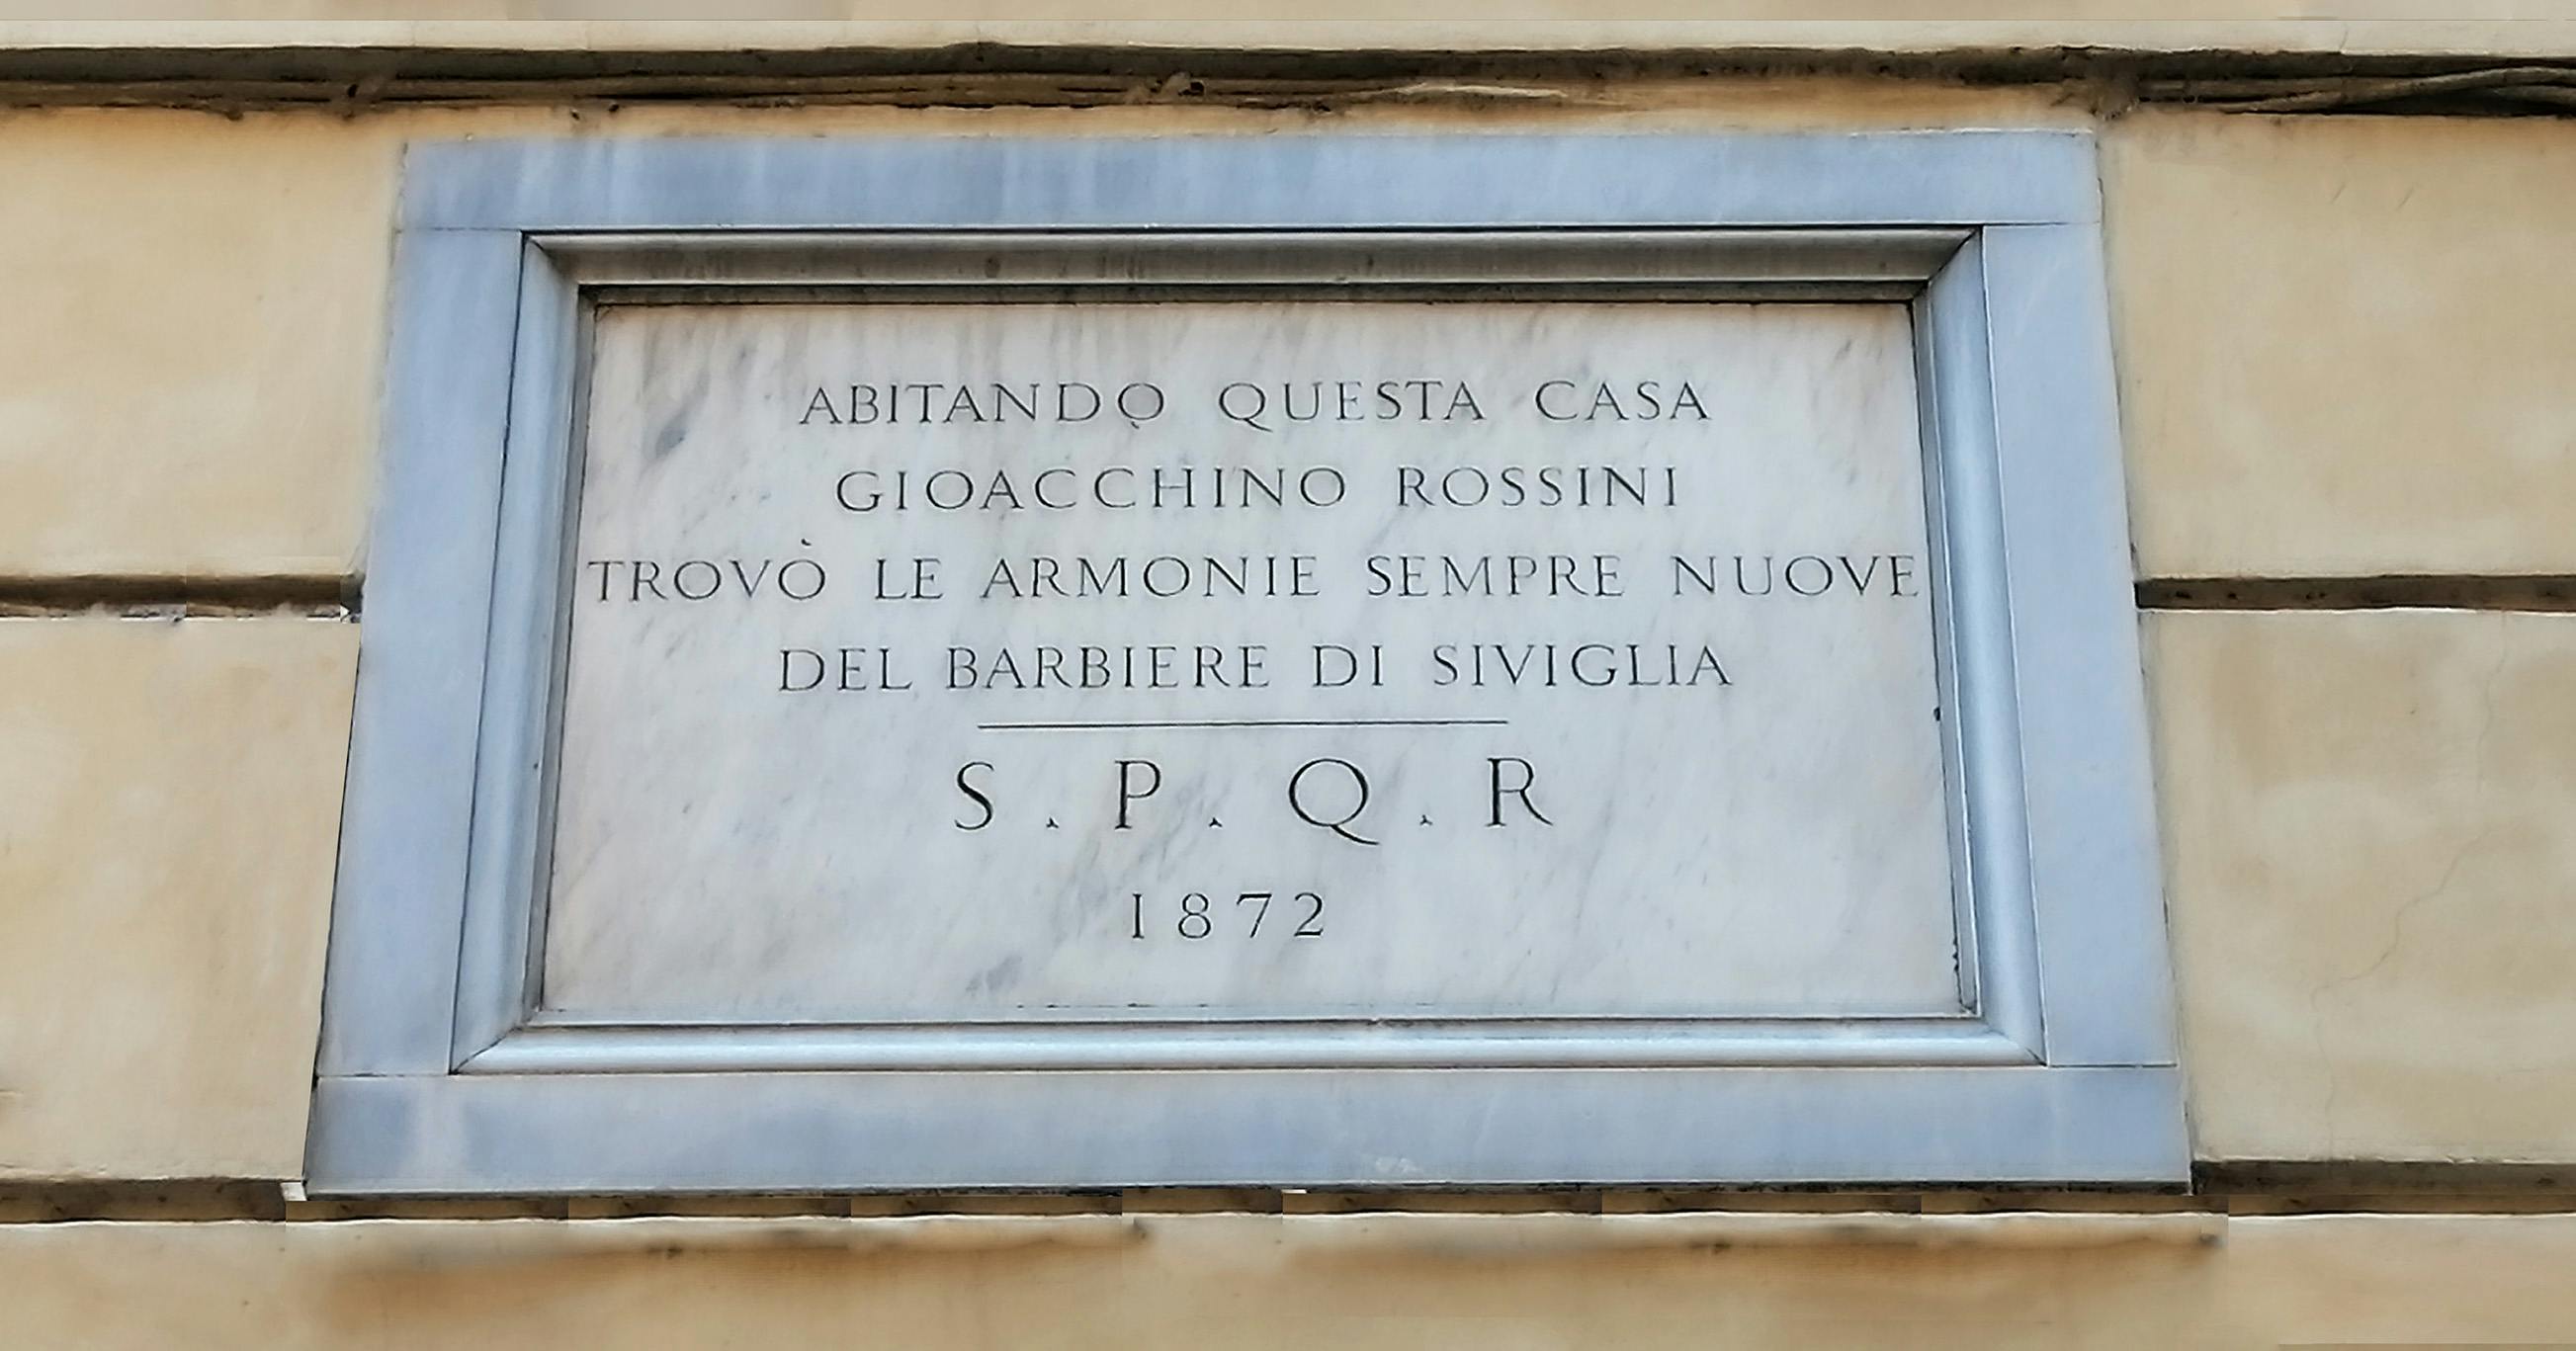 ABITANDO QUESTA CASA
GIOACCHINO ROSSINI
TROVÒ LE ARMONIE SEMPRE NUOVE
DEL BARBIERE DI SIVIGLIA
S . P . Q . R
1872